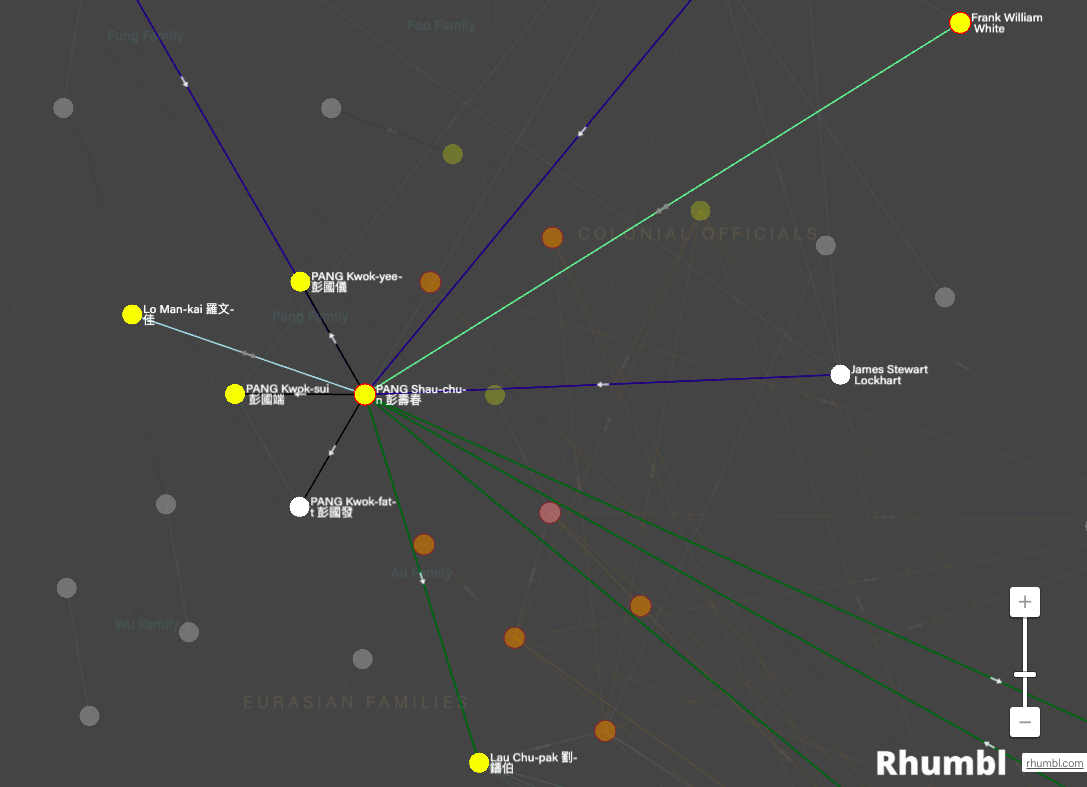 Frank William
White
Foo Family
Fung Family
COLONIAL OFFICIALS
PANG Kwok-yee-
彭國儀
Lo Man-kai 羅文-
佳
Pang Family
James Stewart
Lockhart
PANG Kwok-sui
彭國端
PANG Shau-chu-
n 彭壽春
PANG Kwok-fat-
t 彭國發
Au Family
Wu Family
EURASIAN FAMILIES
Lau Chu-pak 劉-
鑄伯
+
−
Rhumbl
rhumbl.com